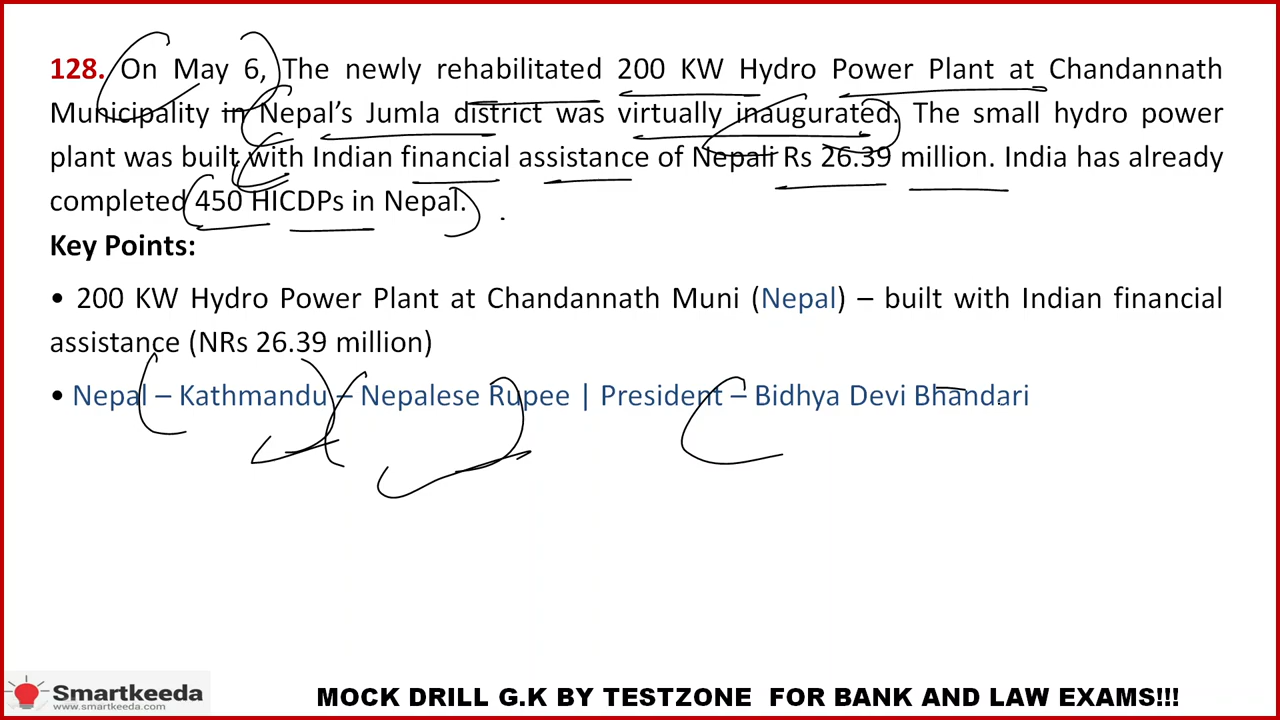 128. On May 6, The newly rehabilitated 200 KW Hydro Power Plant at Chandannath
Municipality in Nepal’s Jumla district was virtually inaugurated. The small hydro power
plant was built with Indian financial assistance of Nepali Rs 26.39 million. India has already
completed 450 HICDPs in Nepal.
Key Points:
• 200 KW Hydro Power Plant at Chandannath Muni (Nepal) – built with Indian financial
assistance (NRs 26.39 million)
• Nepal – Kathmandu – Nepalese Rupee | President – Bidhya Devi Bhandari
Smartkeeda
www.smartkeeda.com
MOCK DRILL G.K BY TESTZONE FOR BANK AND LAW EXAMS!!!